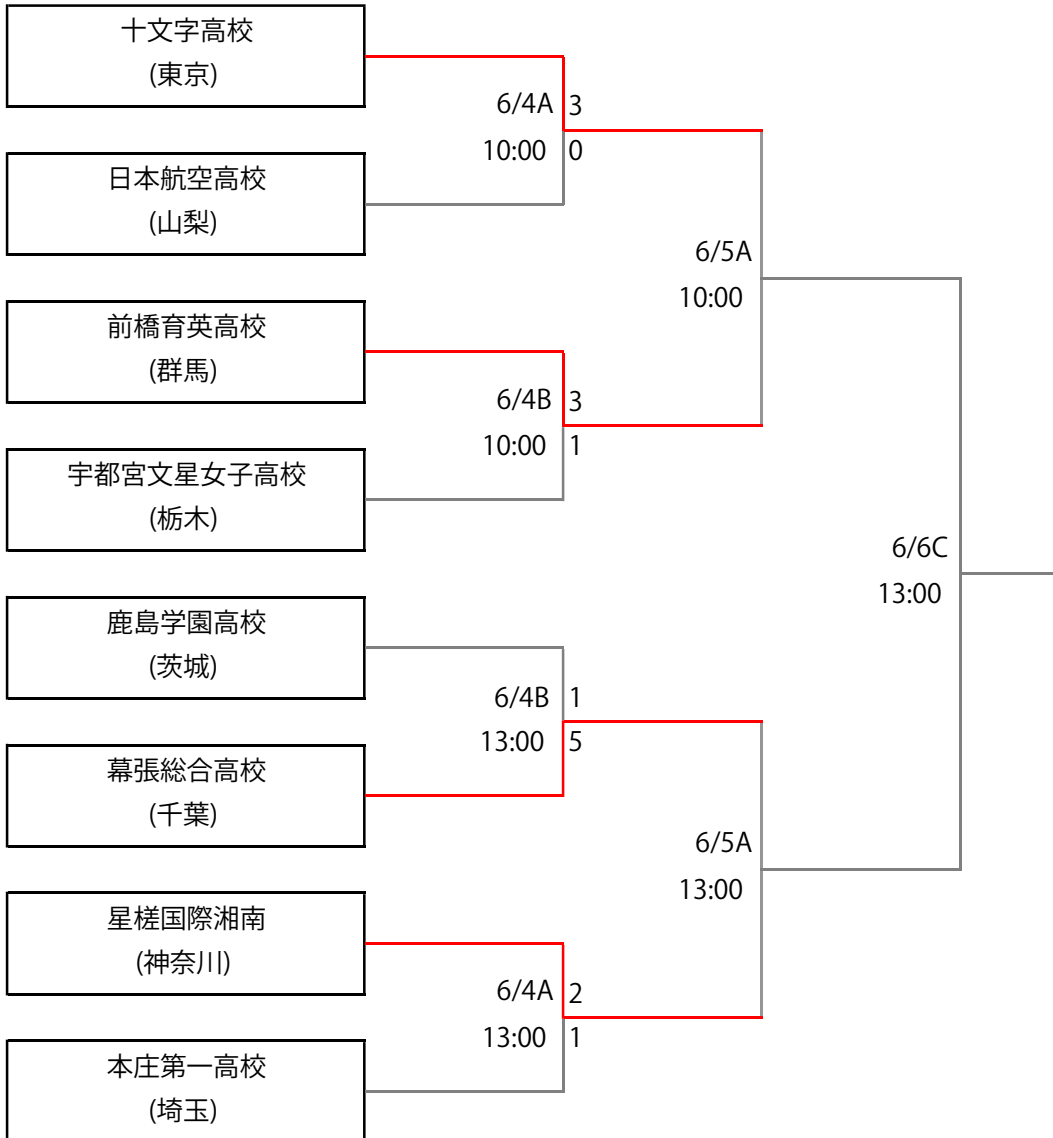 十文字高校
(東京)
6/4A 3
10:00 0
日本航空高校
(山梨)
6/5A
10:00
前橋育英高校
(群馬)
6/4B 3
10:00 1
宇都宮文星女子高校
(栃木)
6/6C
13:00
鹿島学園高校
(茨城)
6/4B 1
13:00 5
幕張総合高校
(千葉)
6/5A
13:00
星槎国際湘南
(神奈川)
6/4A 2
13:00 1
本庄第一高校
(埼玉)